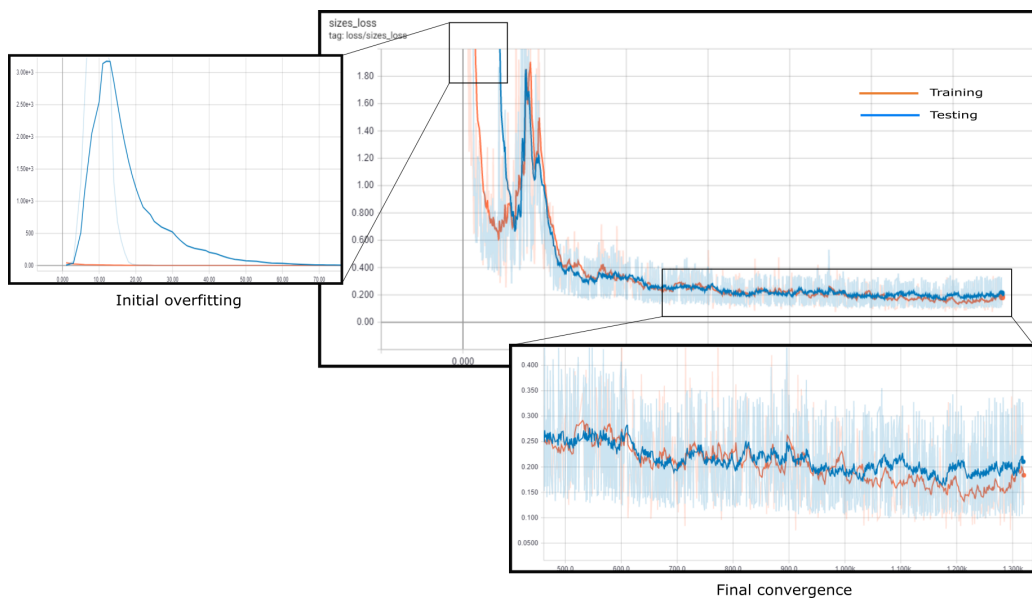 sizes_loss
tag: loss/sizes_loss
1.80
1.60
1.40
1.20
1.00
0.800
0.600
0.400
0.200
0.00
0.000
Training
Testing
3.00e+3
2.50e+3
2.00e+3
1.50e+3
1.00e+3
500
0.00
0.000 10.00 20.00 30.00 40.00 50.00 60.00 70.00
Initial overfitting
0.400
0.350
0.300
0.250
0.200
0.150
0.100
0.0500
500.0 600.0 700.0 800.0 900.0 1.000k 1.100k 1.200k 1.300k
Final convergence